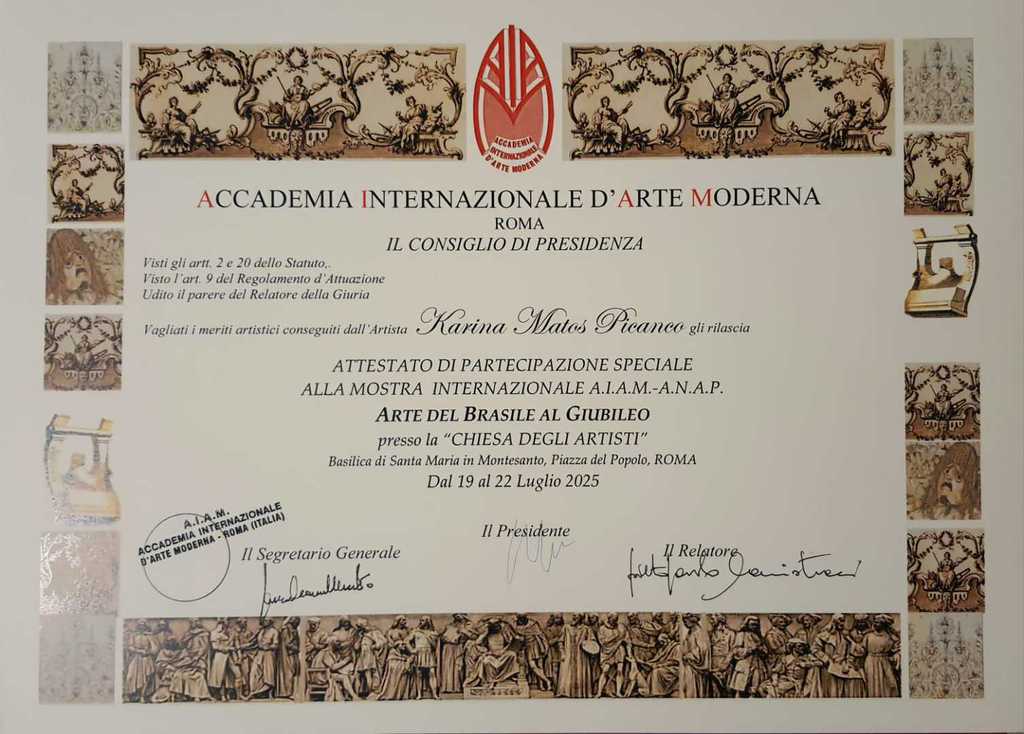 ACCADEMIA
INTERNAZIONALE
D'ARTE MODERNA
ACCADEMIA INTERNAZIONALE D'ARTE MODERNA
ROMA
IL CONSIGLIO DI PRESIDENZA
Visti gli artt. 2 e 20 dello Statuto,.
Visto l'art. 9 del Regolamento d'Attuazione
Udito il parere del Relatore della Giuria
Vagliati i meriti artistici conseguiti dall'Artista Karina Matos Picanco gli rilascia
ATTESTATO DI PARTECIPAZIONE SPECIALE
ALLA MOSTRA INTERNAZIONALE A.I.A.M.-A.N.A.P.
ARTE DEL BRASILE AL GIUBILEO
presso la "CHIESA DEGLI ARTISTI"
Basilica di Santa Maria in Montesanto, Piazza del Popolo, ROMA
Dal 19 al 22 Luglio 2025
A.I.A.M.
ACCADEMIA INTERNAZIONALE
D'ARTE MODERNA - ROMA (ITALIA)
Il Segretario Generale
Il Presidente
Il Relatore